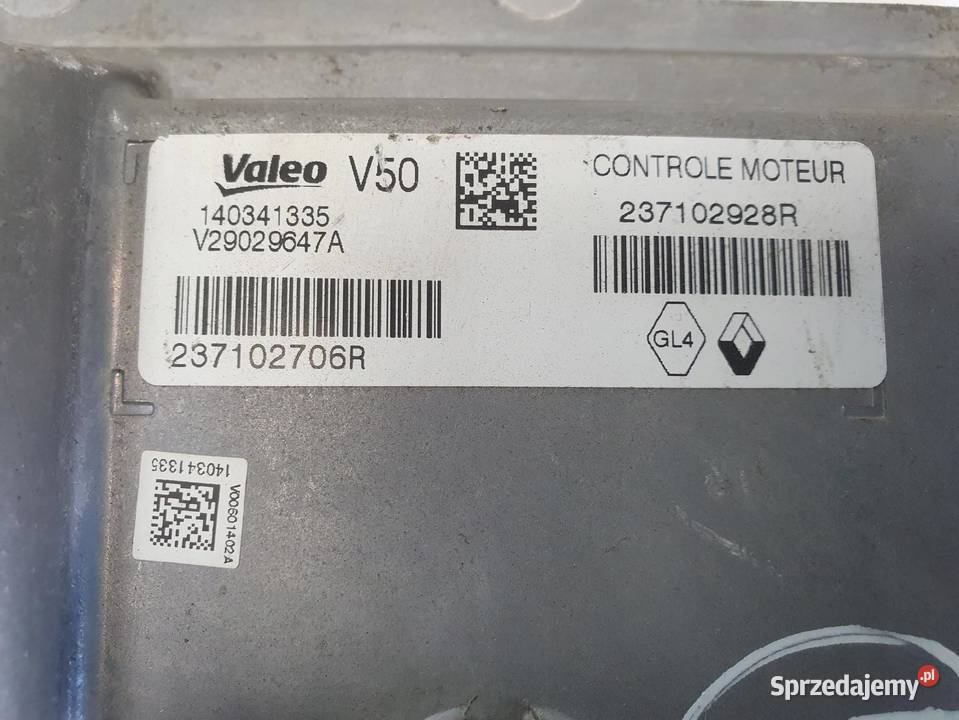 Valeo V50
140341335
V29029647A
237102706R
CONTROLE MOTEUR
237102928R
GL4
140341335
V00601402A
Sprzedajemy.pl